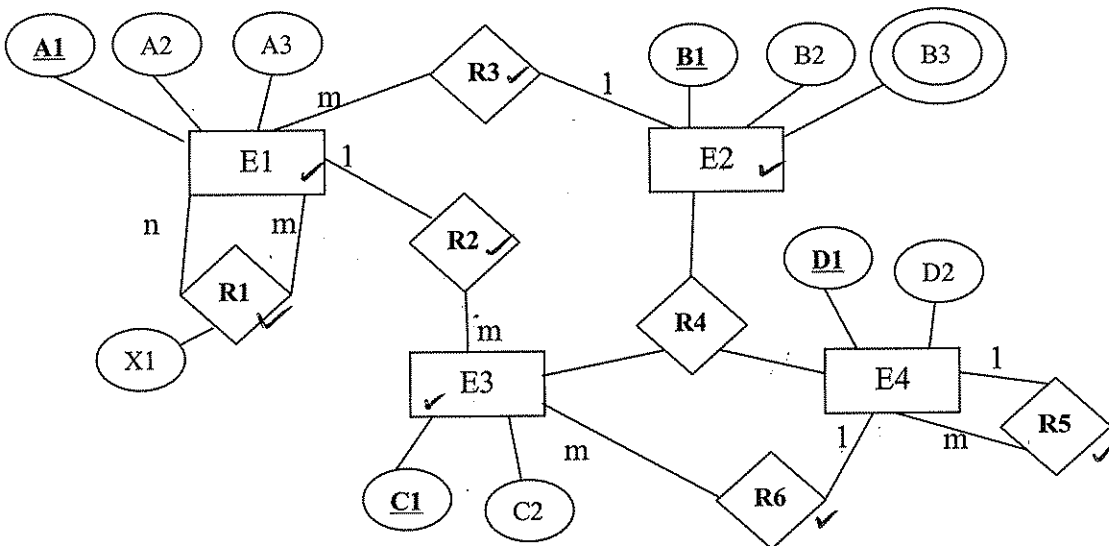 A1 A2 A3 B1 B2 B3
R3
m 1
E1 E2
1
n m R2 D1 D2
R1
X1 m R4
E3 E4 1
m 1 m R5
C1 C2 R6